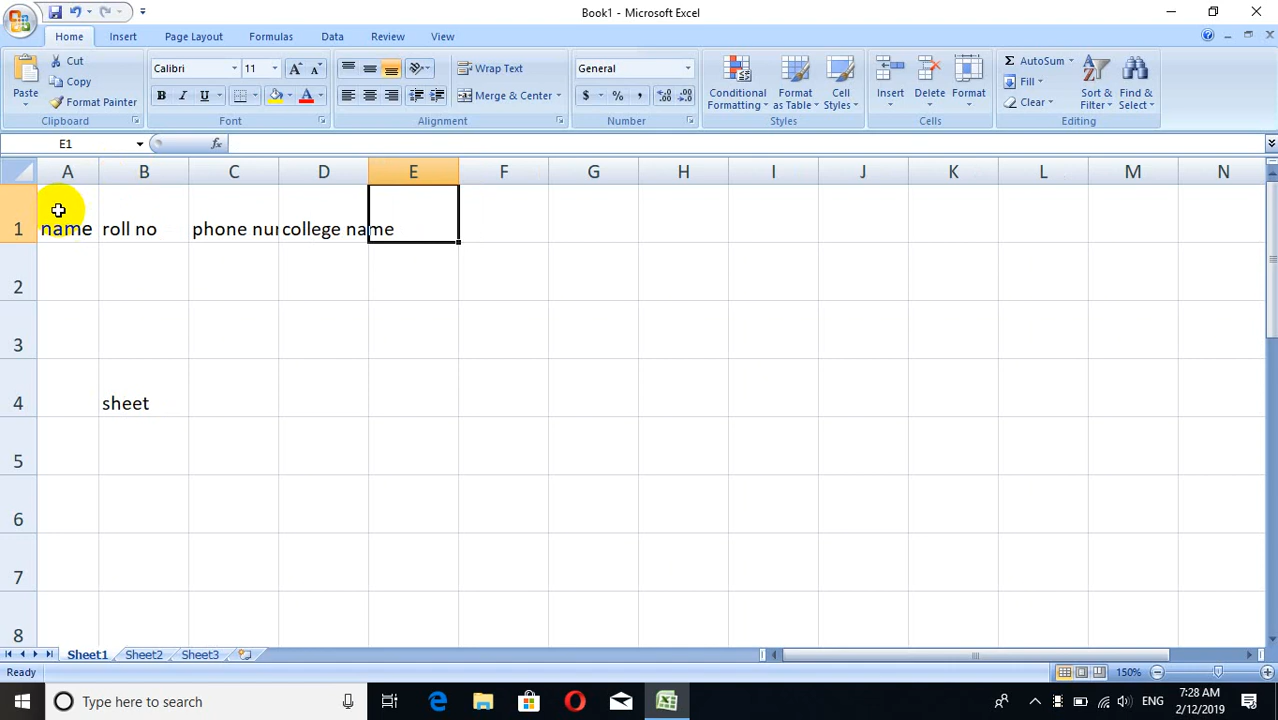 Book1 - Microsoft Excel
Home Insert Page Layout Formulas Data Review View
Paste
Cut
Copy
Format Painter
Clipboard
Calibri 11
B I U
Font
Wrap Text
Merge & Center
Alignment
General
$ % ,
Number
Conditional Formatting
Format as Table
Cell Styles
Styles
Insert Delete Format
Cells
Σ AutoSum
Fill
Clear
Sort & Filter
Find & Select
Editing
E1 fx
A B C D E F G H I J K L M N
1 name roll no phone nu college name
2
3
4 sheet
5
6
7
8
Sheet1 Sheet2 Sheet3
Ready 150%
Type here to search
ENG
7:28 AM
2/12/2019